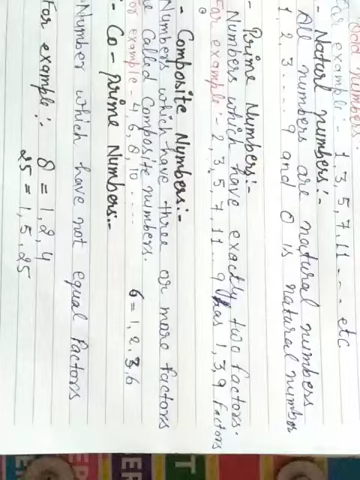 Odd numbers:-
For example:- 1, 3, 5, 7, 11 ... etc
- Natural numbers:-
All numbers are natural numbers
1, 2, 3 .... 9 and 0 is natural number
- Prime Numbers:-
Numbers which have exactly two factors.
For example:- 2, 3, 5, 7, 11 ... 9 has 1, 3, 9 factors
- Composite Numbers:-
Numbers which have three or more factors
are called Composite numbers.
For example - 4, 6, 8, 10 .... 6 = 1, 2, 3, 6
- Co-prime Numbers:-
-Number which have not equal factors
For example:- 8 = 1, 2, 4
25 = 1, 5, 25